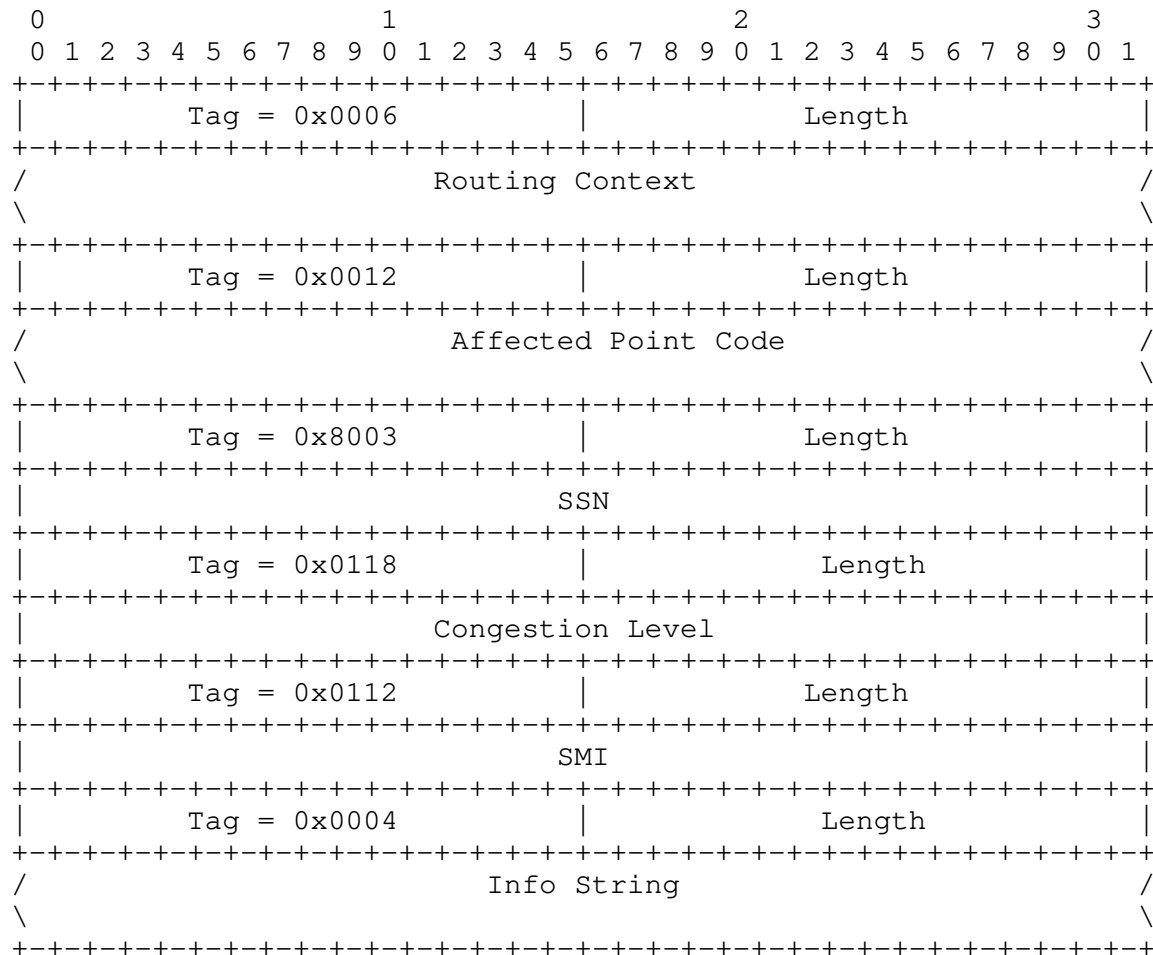 0                   1                   2                   3
 0 1 2 3 4 5 6 7 8 9 0 1 2 3 4 5 6 7 8 9 0 1 2 3 4 5 6 7 8 9 0 1
+-+-+-+-+-+-+-+-+-+-+-+-+-+-+-+-+-+-+-+-+-+-+-+-+-+-+-+-+-+-+-+-+
|         Tag = 0x0006          |            Length             |
+-+-+-+-+-+-+-+-+-+-+-+-+-+-+-+-+-+-+-+-+-+-+-+-+-+-+-+-+-+-+-+-+
/                       Routing Context                         /
\                                                               \
+-+-+-+-+-+-+-+-+-+-+-+-+-+-+-+-+-+-+-+-+-+-+-+-+-+-+-+-+-+-+-+-+
|         Tag = 0x0012          |            Length             |
+-+-+-+-+-+-+-+-+-+-+-+-+-+-+-+-+-+-+-+-+-+-+-+-+-+-+-+-+-+-+-+-+
/                        Affected Point Code                    /
\                                                               \
+-+-+-+-+-+-+-+-+-+-+-+-+-+-+-+-+-+-+-+-+-+-+-+-+-+-+-+-+-+-+-+-+
|         Tag = 0x8003          |            Length             |
+-+-+-+-+-+-+-+-+-+-+-+-+-+-+-+-+-+-+-+-+-+-+-+-+-+-+-+-+-+-+-+-+
|                              SSN                              |
+-+-+-+-+-+-+-+-+-+-+-+-+-+-+-+-+-+-+-+-+-+-+-+-+-+-+-+-+-+-+-+-+
|         Tag = 0x0118          |             Length            |
+-+-+-+-+-+-+-+-+-+-+-+-+-+-+-+-+-+-+-+-+-+-+-+-+-+-+-+-+-+-+-+-+
|                       Congestion Level                        |
+-+-+-+-+-+-+-+-+-+-+-+-+-+-+-+-+-+-+-+-+-+-+-+-+-+-+-+-+-+-+-+-+
|         Tag = 0x0112          |            Length             |
+-+-+-+-+-+-+-+-+-+-+-+-+-+-+-+-+-+-+-+-+-+-+-+-+-+-+-+-+-+-+-+-+
|                              SMI                              |
+-+-+-+-+-+-+-+-+-+-+-+-+-+-+-+-+-+-+-+-+-+-+-+-+-+-+-+-+-+-+-+-+
|         Tag = 0x0004          |             Length            |
+-+-+-+-+-+-+-+-+-+-+-+-+-+-+-+-+-+-+-+-+-+-+-+-+-+-+-+-+-+-+-+-+
/                          Info String                          /
\                                                               \
+-+-+-+-+-+-+-+-+-+-+-+-+-+-+-+-+-+-+-+-+-+-+-+-+-+-+-+-+-+-+-+-+